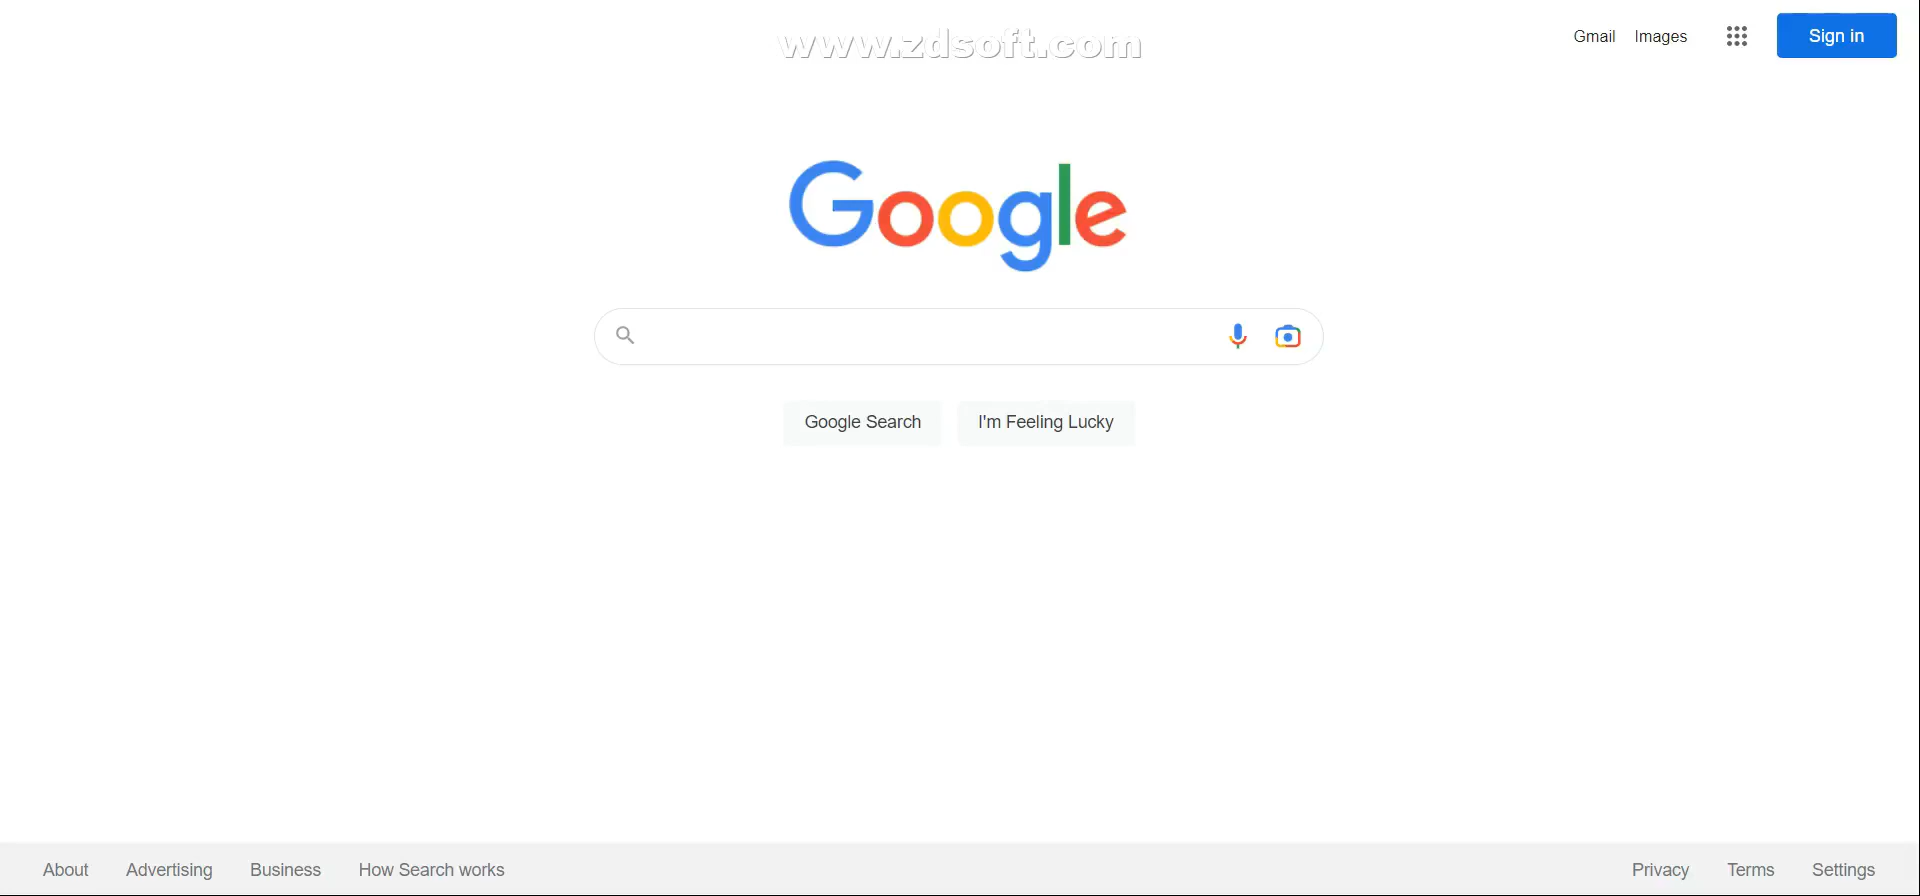 www.zdsoft.com
Gmail Images Sign in
Google
Google Search I'm Feeling Lucky
About Advertising Business How Search works Privacy Terms Settings